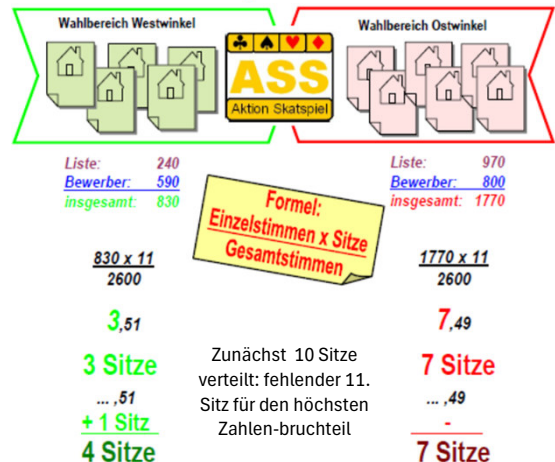 Wahlbereich Westwinkel
ASS
Aktion Skatspiel
Wahlbereich Ostwinkel
Liste: 240
Bewerber: 590
insgesamt: 830
Formel:
Einzelstimmen x Sitze
Gesamtstimmen
Liste: 970
Bewerber: 800
insgesamt: 1770
830 x 11
2600
3,51
3 Sitze
... ,51
+ 1 Sitz
4 Sitze
Zunächst 10 Sitze
verteilt: fehlender 11.
Sitz für den höchsten
Zahlen-bruchteil
1770 x 11
2600
7,49
7 Sitze
... ,49
-
7 Sitze